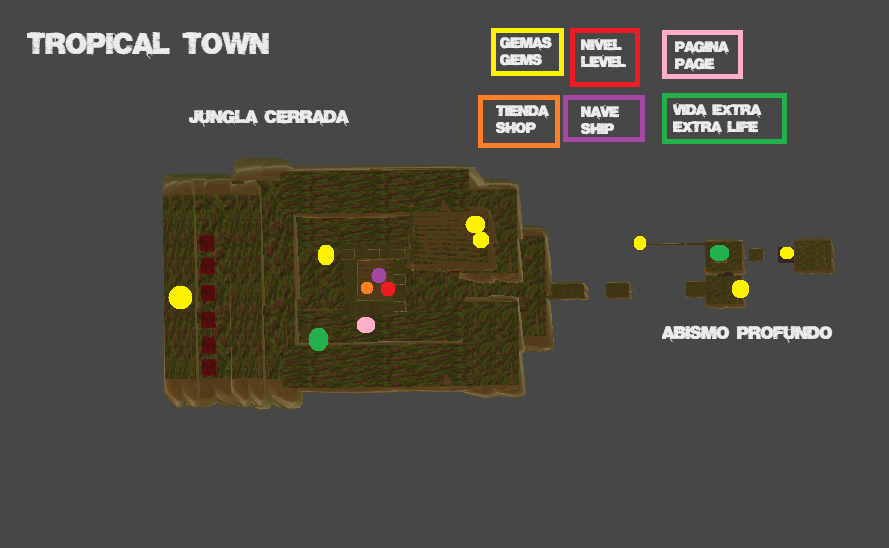 TROPICAL TOWN
GEMAS
GEMS
NIVEL
LEVEL
PAGINA
PAGE
TIENDA
SHOP
NAVE
SHIP
VIDA EXTRA
EXTRA LIFE
JUNGLA CERRADA
ABISMO PROFUNDO